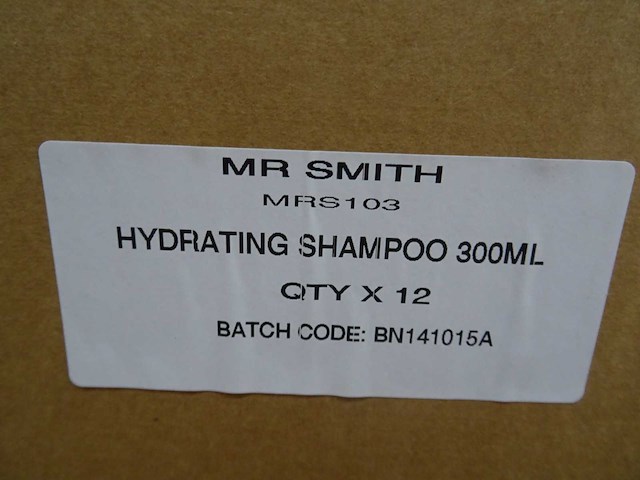 MR SMITH
MRS103
HYDRATING SHAMPOO 300ML
QTY X 12
BATCH CODE: BN141015A